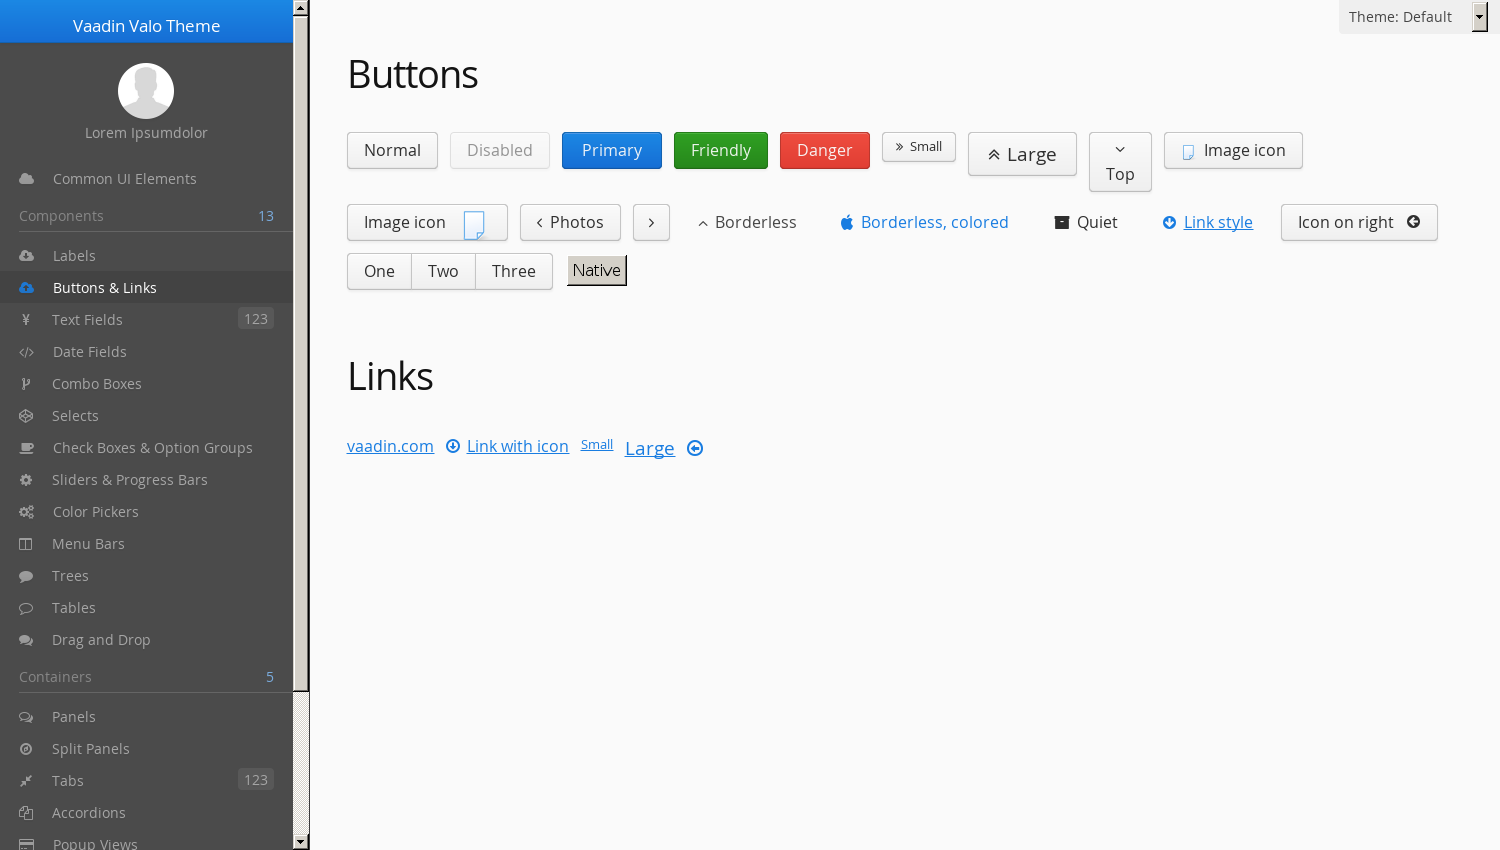 Vaadin Valo Theme
Lorem Ipsumdolor
Common UI Elements
Components 13
Labels
Buttons & Links
Text Fields 123
Date Fields
Combo Boxes
Selects
Check Boxes & Option Groups
Sliders & Progress Bars
Color Pickers
Menu Bars
Trees
Tables
Drag and Drop
Containers 5
Panels
Split Panels
Tabs 123
Accordions
Popup Views
Theme: Default
Buttons
Normal Disabled Primary Friendly Danger Small Large Top Image icon
Image icon Photos Borderless Borderless, colored Quiet Link style Icon on right
One Two Three Native
Links
vaadin.com Link with icon Small Large